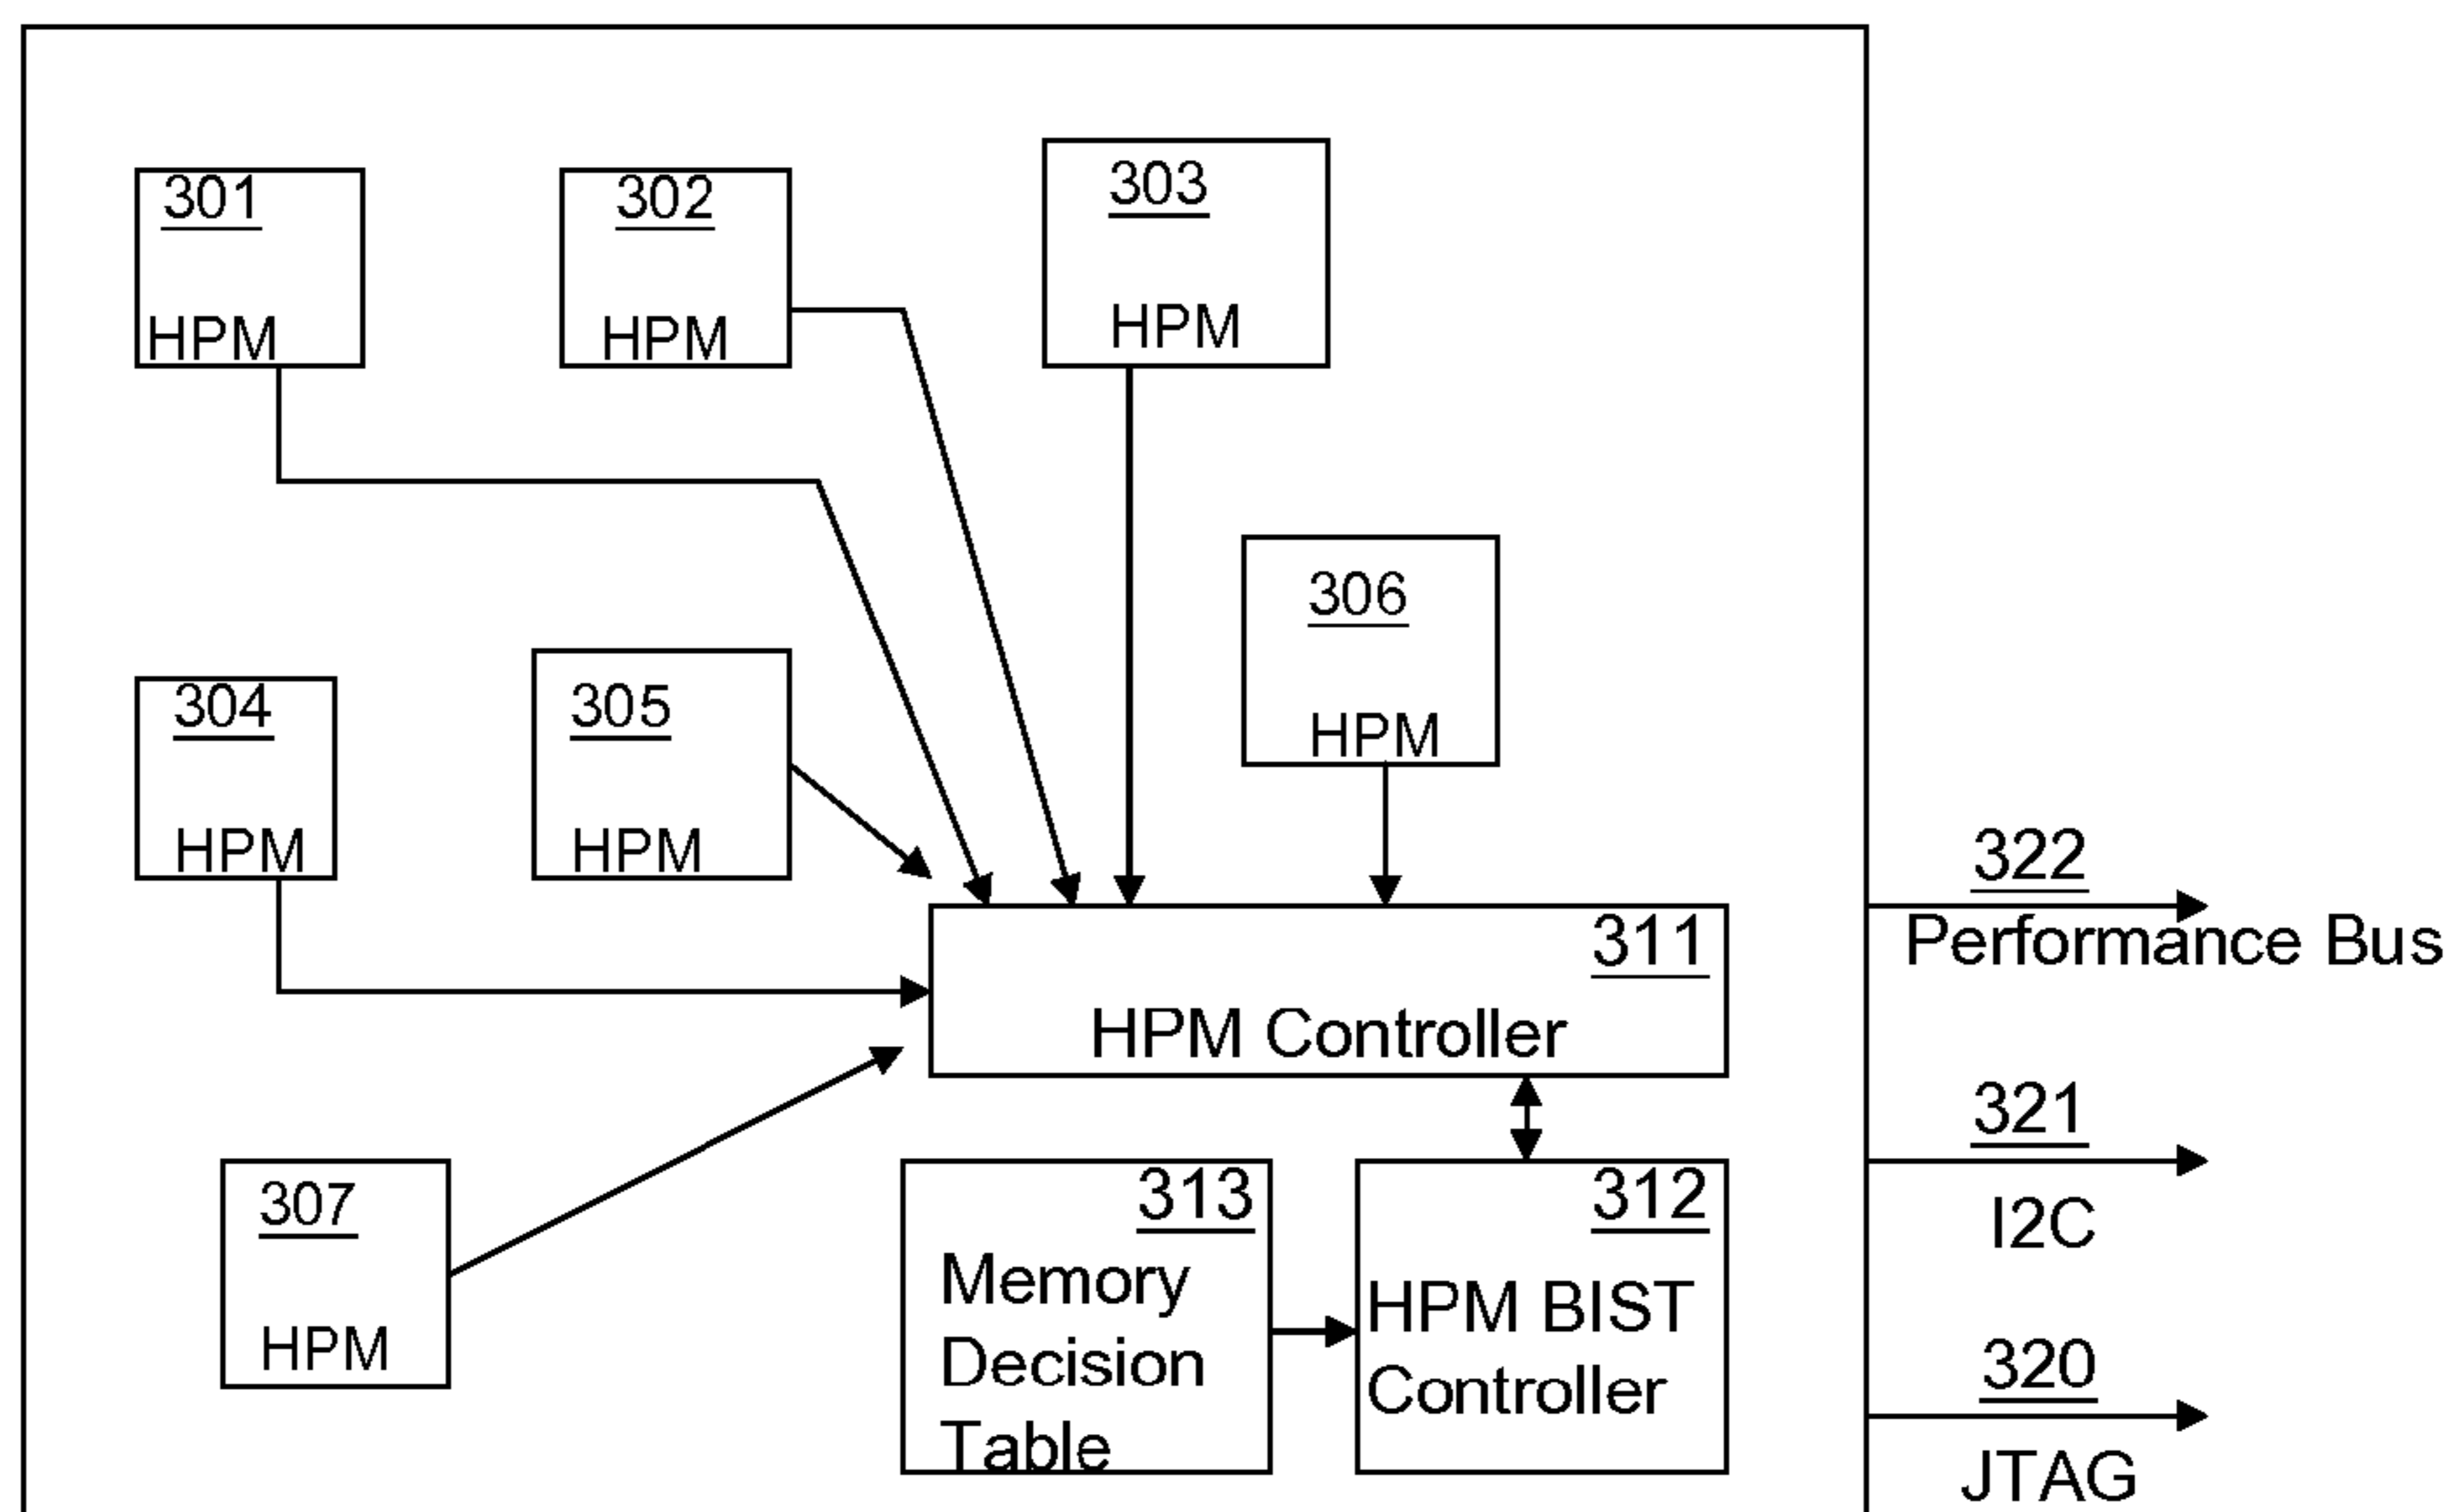 301
HPM
302
HPM
303
HPM
304
HPM
305
HPM
306
HPM
307
HPM
311
HPM Controller
313
Memory
Decision
Table
312
HPM BIST
Controller
322
Performance Bus
321
I2C
320
JTAG